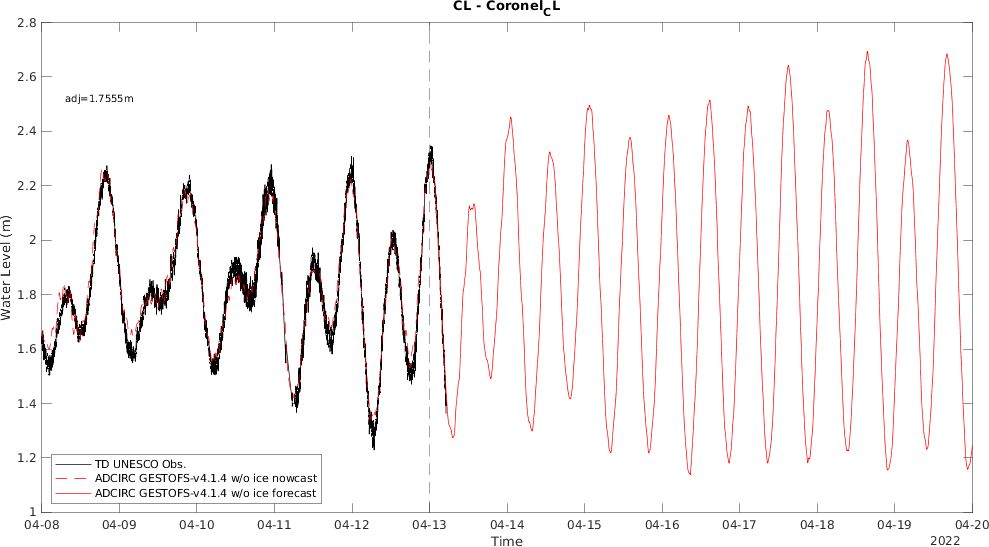 CL - Coronel_CL
2.8
2.6
2.4
2.2
2
1.8
1.6
1.4
1.2
1
Water Level (m)
adj=1.7555m
TD UNESCO Obs.
ADCIRC GESTOFS-v4.1.4 w/o ice nowcast
ADCIRC GESTOFS-v4.1.4 w/o ice forecast
04-08 04-09 04-10 04-11 04-12 04-13 04-14 04-15 04-16 04-17 04-18 04-19 04-20
Time
2022